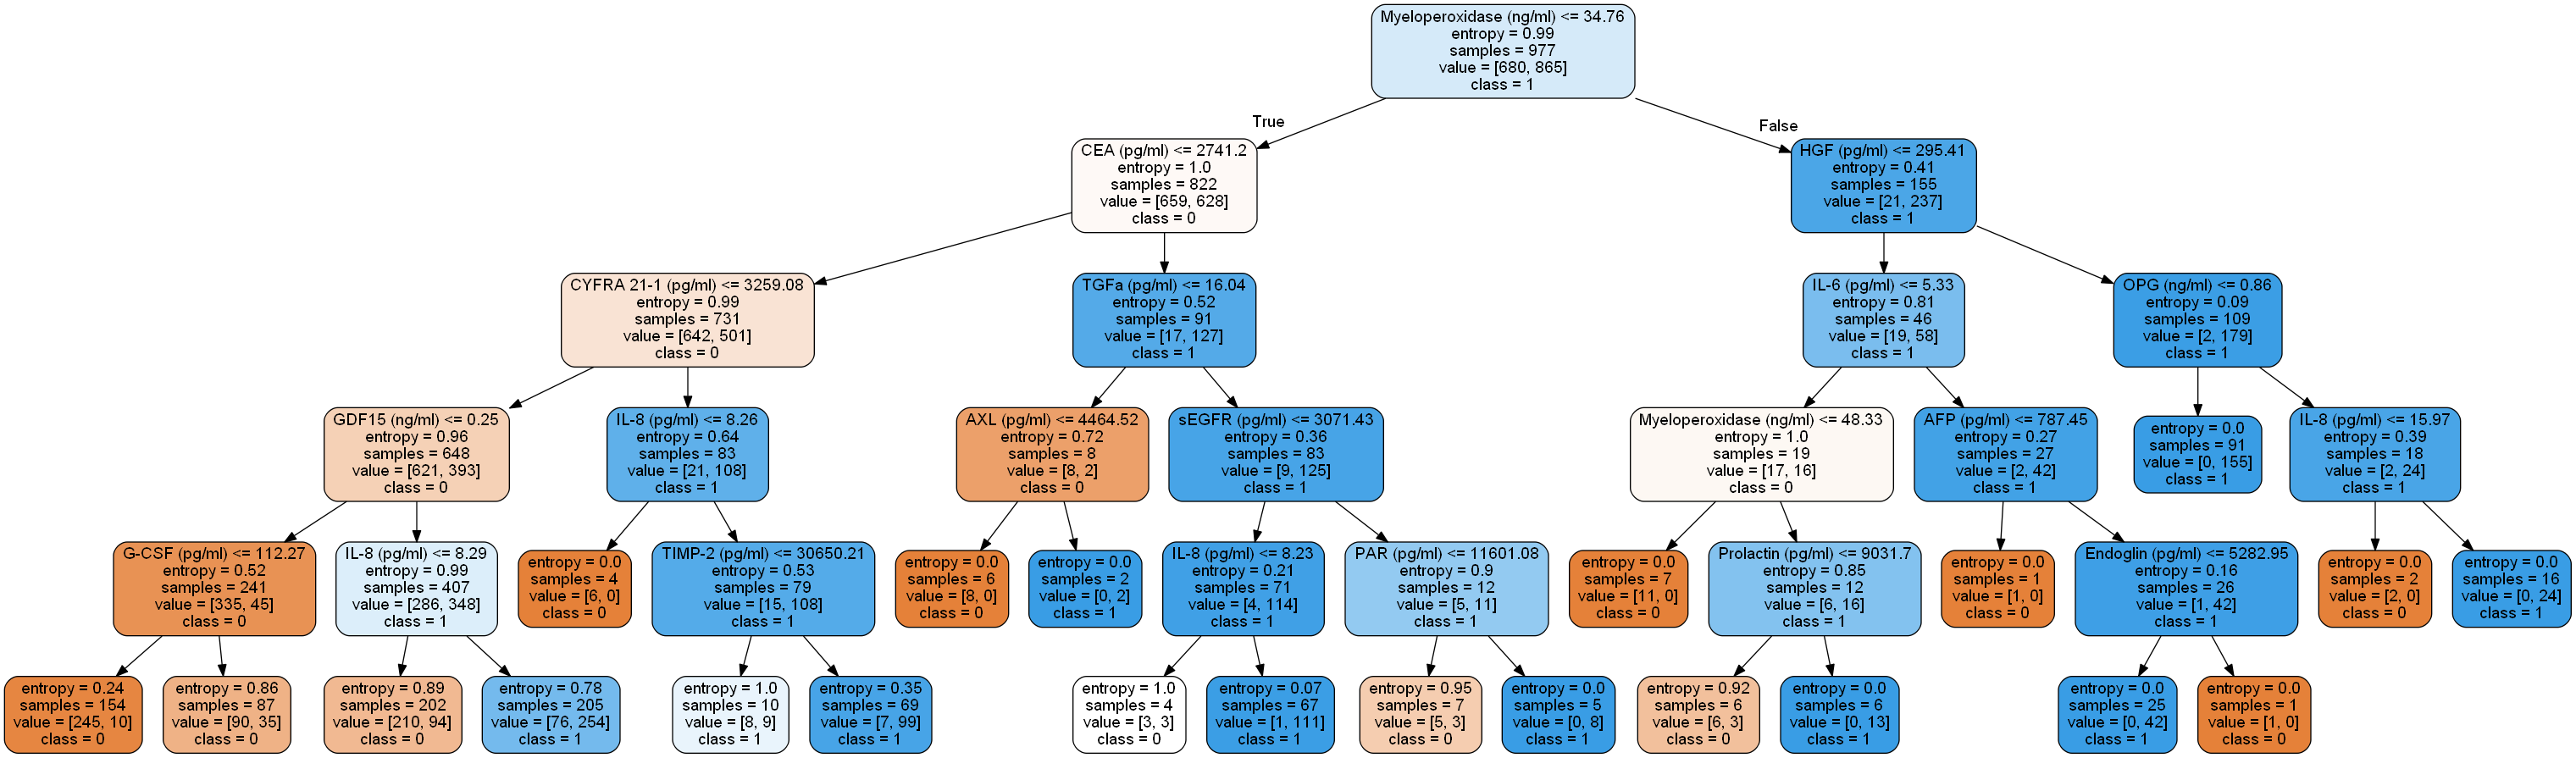 Myeloperoxidase (ng/ml) <= 34.76
entropy = 0.99
samples = 977
value = [680, 865]
class = 1
True
False
CEA (pg/ml) <= 2741.2
entropy = 1.0
samples = 822
value = [659, 628]
class = 0
HGF (pg/ml) <= 295.41
entropy = 0.41
samples = 155
value = [21, 237]
class = 1
CYFRA 21-1 (pg/ml) <= 3259.08
entropy = 0.99
samples = 731
value = [642, 501]
class = 0
TGFa (pg/ml) <= 16.04
entropy = 0.52
samples = 91
value = [17, 127]
class = 1
IL-6 (pg/ml) <= 5.33
entropy = 0.81
samples = 46
value = [19, 58]
class = 1
OPG (ng/ml) <= 0.86
entropy = 0.09
samples = 109
value = [2, 179]
class = 1
GDF15 (ng/ml) <= 0.25
entropy = 0.96
samples = 648
value = [621, 393]
class = 0
IL-8 (pg/ml) <= 8.26
entropy = 0.64
samples = 83
value = [21, 108]
class = 1
AXL (pg/ml) <= 4464.52
entropy = 0.72
samples = 8
value = [8, 2]
class = 0
sEGFR (pg/ml) <= 3071.43
entropy = 0.36
samples = 83
value = [9, 125]
class = 1
Myeloperoxidase (ng/ml) <= 48.33
entropy = 1.0
samples = 19
value = [17, 16]
class = 0
AFP (pg/ml) <= 787.45
entropy = 0.27
samples = 27
value = [2, 42]
class = 1
entropy = 0.0
samples = 91
value = [0, 155]
class = 1
IL-8 (pg/ml) <= 15.97
entropy = 0.39
samples = 18
value = [2, 24]
class = 1
G-CSF (pg/ml) <= 112.27
entropy = 0.52
samples = 241
value = [335, 45]
class = 0
IL-8 (pg/ml) <= 8.29
entropy = 0.99
samples = 407
value = [286, 348]
class = 1
entropy = 0.0
samples = 4
value = [6, 0]
class = 0
TIMP-2 (pg/ml) <= 30650.21
entropy = 0.53
samples = 79
value = [15, 108]
class = 1
entropy = 0.0
samples = 6
value = [8, 0]
class = 0
entropy = 0.0
samples = 2
value = [0, 2]
class = 1
IL-8 (pg/ml) <= 8.23
entropy = 0.21
samples = 71
value = [4, 114]
class = 1
PAR (pg/ml) <= 11601.08
entropy = 0.9
samples = 12
value = [5, 11]
class = 1
entropy = 0.0
samples = 7
value = [11, 0]
class = 0
Prolactin (pg/ml) <= 9031.7
entropy = 0.85
samples = 12
value = [6, 16]
class = 1
entropy = 0.0
samples = 1
value = [1, 0]
class = 0
Endoglin (pg/ml) <= 5282.95
entropy = 0.16
samples = 26
value = [1, 42]
class = 1
entropy = 0.0
samples = 2
value = [2, 0]
class = 0
entropy = 0.0
samples = 16
value = [0, 24]
class = 1
entropy = 0.24
samples = 154
value = [245, 10]
class = 0
entropy = 0.86
samples = 87
value = [90, 35]
class = 0
entropy = 0.89
samples = 202
value = [210, 94]
class = 0
entropy = 0.78
samples = 205
value = [76, 254]
class = 1
entropy = 1.0
samples = 10
value = [8, 9]
class = 1
entropy = 0.35
samples = 69
value = [7, 99]
class = 1
entropy = 1.0
samples = 4
value = [3, 3]
class = 0
entropy = 0.07
samples = 67
value = [1, 111]
class = 1
entropy = 0.95
samples = 7
value = [5, 3]
class = 0
entropy = 0.0
samples = 5
value = [0, 8]
class = 1
entropy = 0.92
samples = 6
value = [6, 3]
class = 0
entropy = 0.0
samples = 6
value = [0, 13]
class = 1
entropy = 0.0
samples = 25
value = [0, 42]
class = 1
entropy = 0.0
samples = 1
value = [1, 0]
class = 0